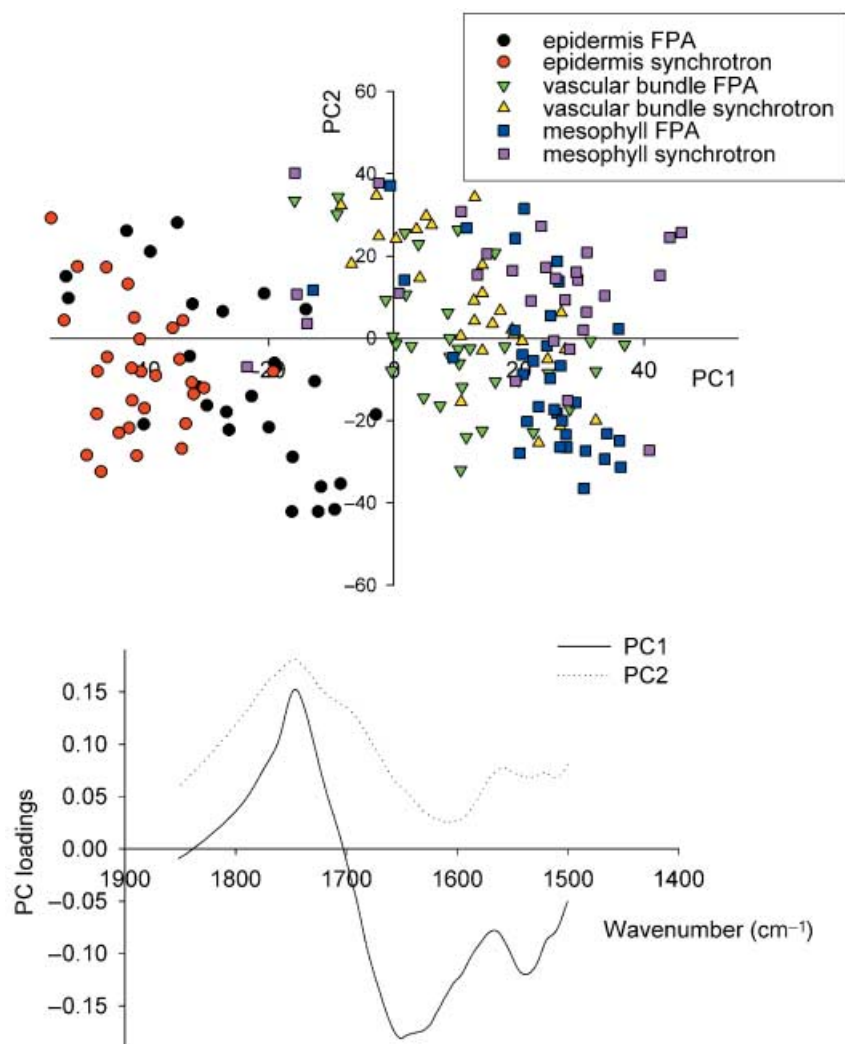 epidermis FPA
epidermis synchrotron
vascular bundle FPA
vascular bundle synchrotron
mesophyll FPA
mesophyll synchrotron
PC2
60
40
20
0
–20
–40
–60
40
20
0
20
40
PC1
PC1
PC2
PC loadings
0.15
0.10
0.05
0.00
–0.05
–0.10
–0.15
1900
1800
1700
1600
1500
1400
Wavenumber (cm–1)